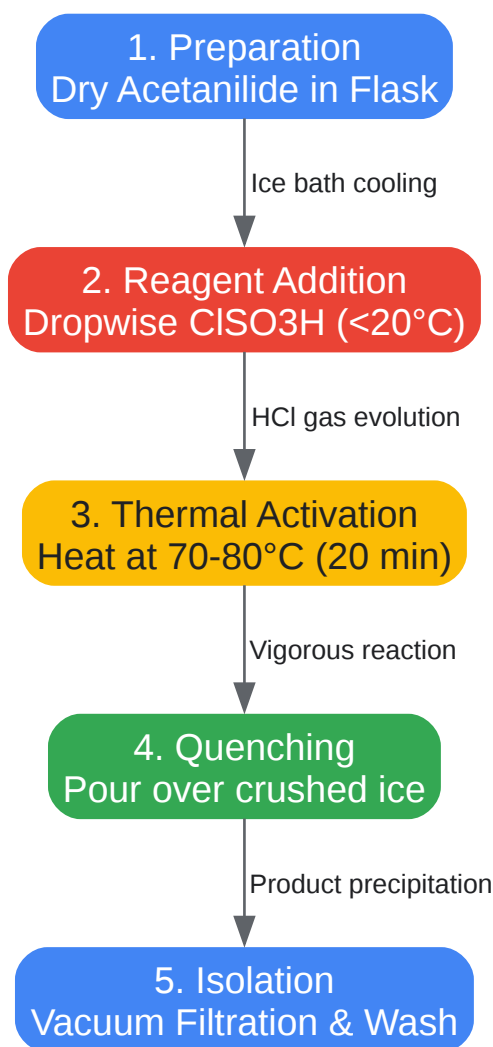 1. Preparation
Dry Acetanilide in Flask
Ice bath cooling
2. Reagent Addition
Dropwise ClSO3H (<20°C)
HCl gas evolution
3. Thermal Activation
Heat at 70-80°C (20 min)
Vigorous reaction
4. Quenching
Pour over crushed ice
Product precipitation
5. Isolation
Vacuum Filtration & Wash